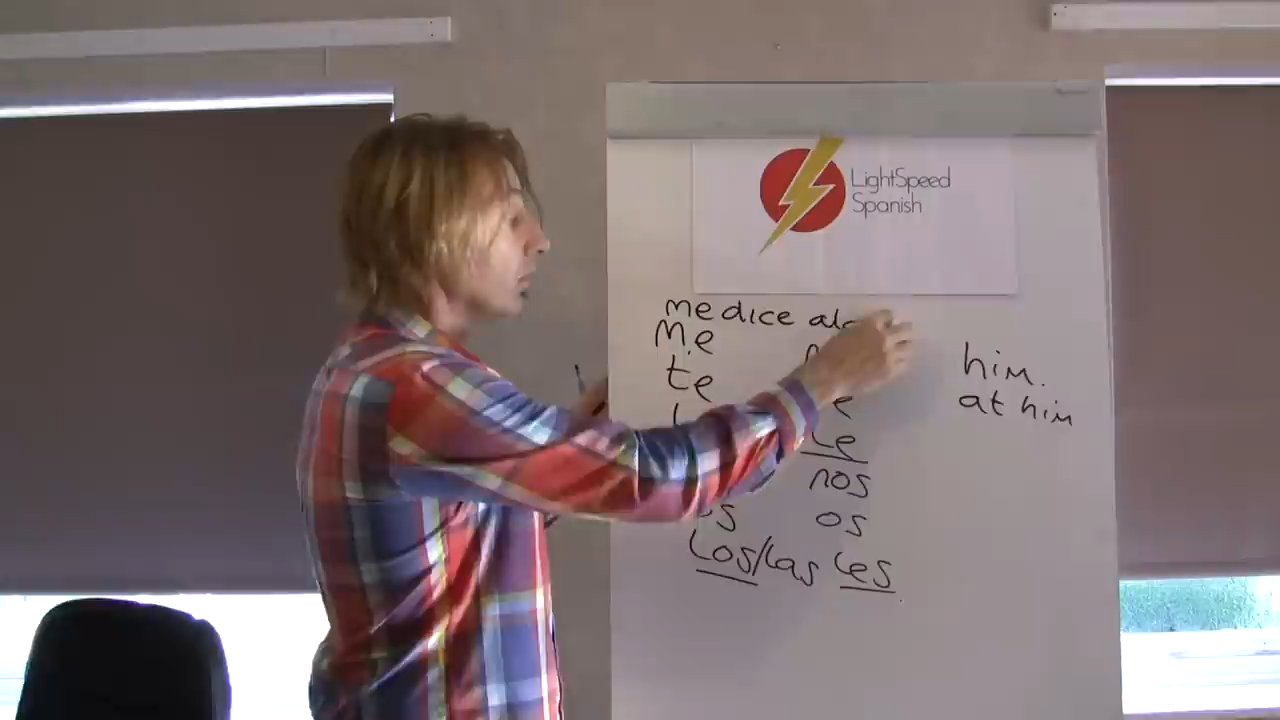 LightSpeed
Spanish
me dice
me
te
le
nos
os os
los/las les
him.
at him